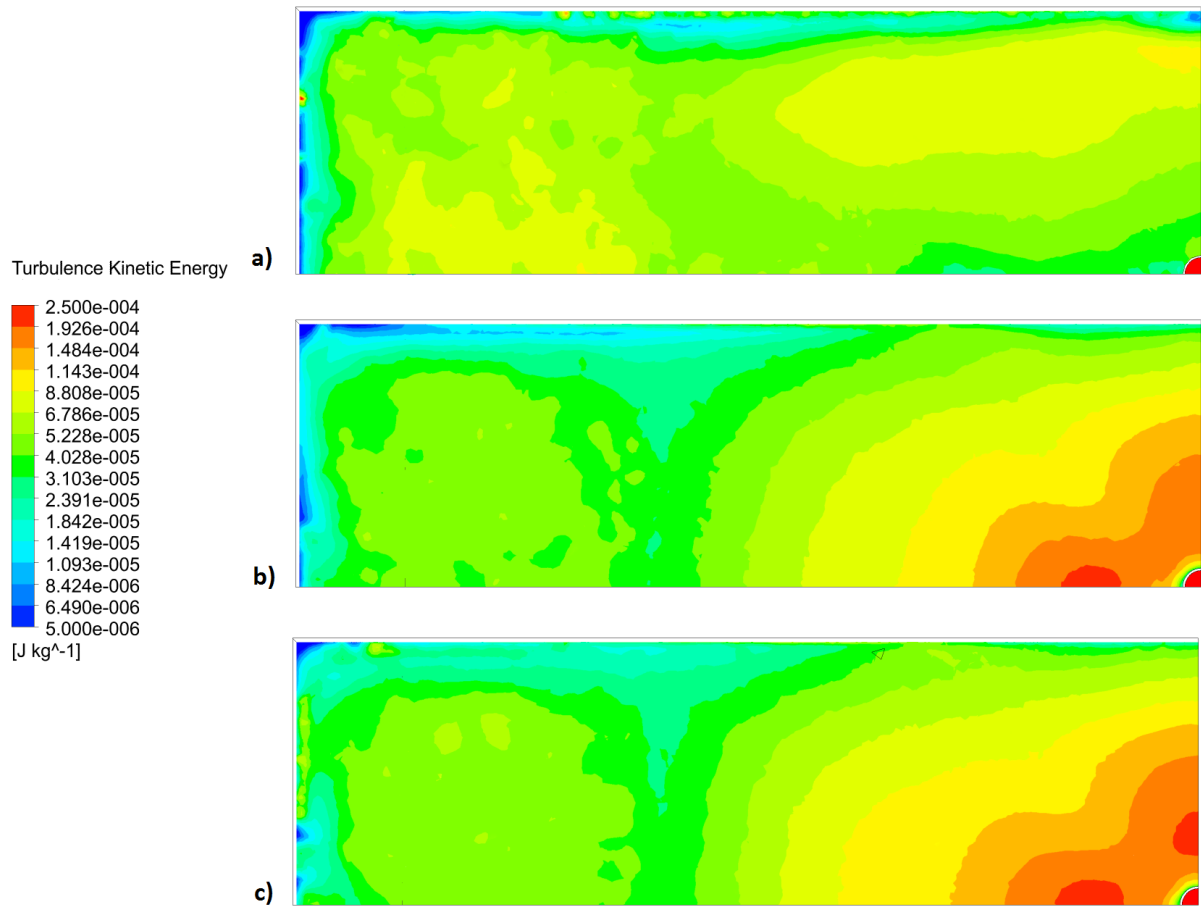 a)
Turbulence Kinetic Energy
2.500e-004
1.926e-004
1.484e-004
1.143e-004
8.808e-005
6.786e-005
5.228e-005
4.028e-005
3.103e-005
2.391e-005
1.842e-005
1.419e-005
1.093e-005
8.424e-006
6.490e-006
5.000e-006
[J kg^-1]
b)
c)